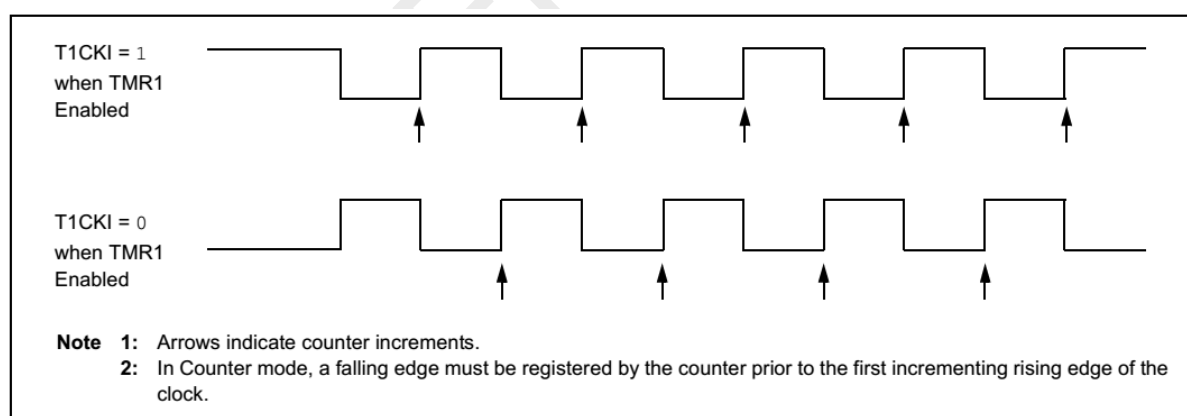 T1CKI = 1
when TMR1
Enabled
T1CKI = 0
when TMR1
Enabled
Note 1: Arrows indicate counter increments.
2: In Counter mode, a falling edge must be registered by the counter prior to the first incrementing rising edge of the
clock.